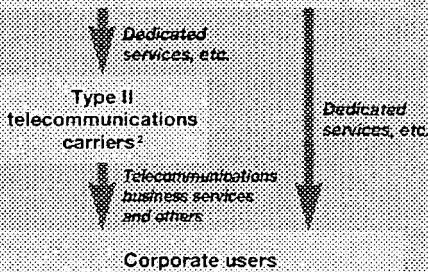 Dedicated
services, etc.
Type II
telecommunications
carriers²
Dedicated
services, etc.
Telecommunications
business services
and others
Corporate users